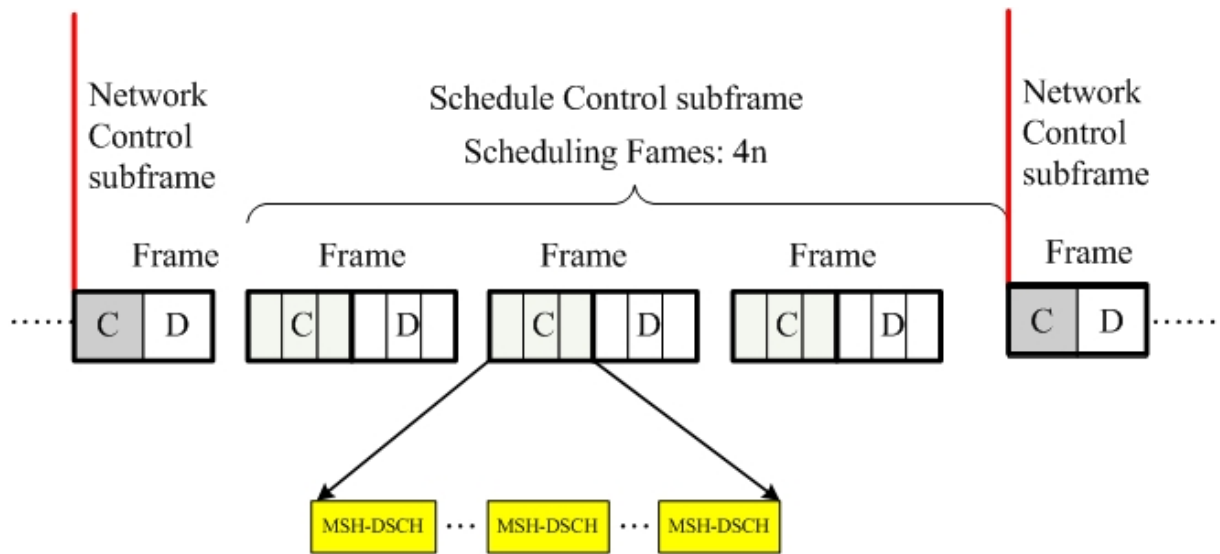 Network
Control
subframe
Schedule Control subframe
Scheduling Fames: 4n
Network
Control
subframe
Frame
Frame
Frame
Frame
Frame
...... C D
C D
C D
C D
C D ......
MSH-DSCH ... MSH-DSCH ... MSH-DSCH